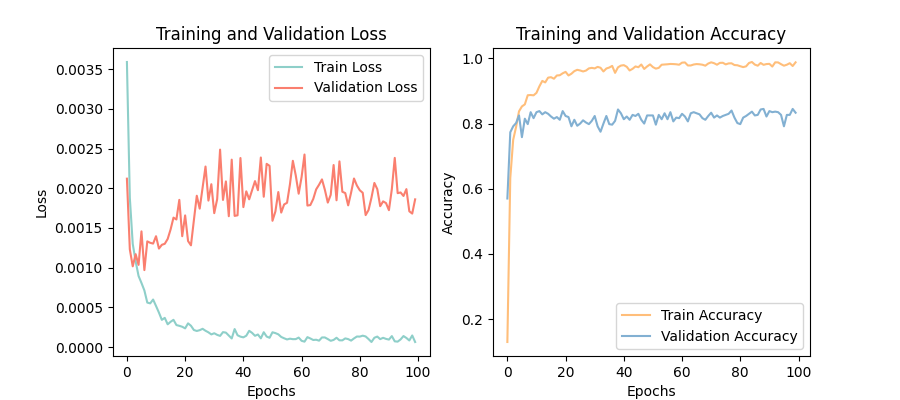 Training and Validation Loss
Train Loss
Validation Loss
0.0035
0.0030
0.0025
0.0020
0.0015
0.0010
0.0005
0.0000
Loss
0 20 40 60 80 100
Epochs
Training and Validation Accuracy
1.0
0.8
0.6
0.4
0.2
Accuracy
Train Accuracy
Validation Accuracy
0 20 40 60 80 100
Epochs